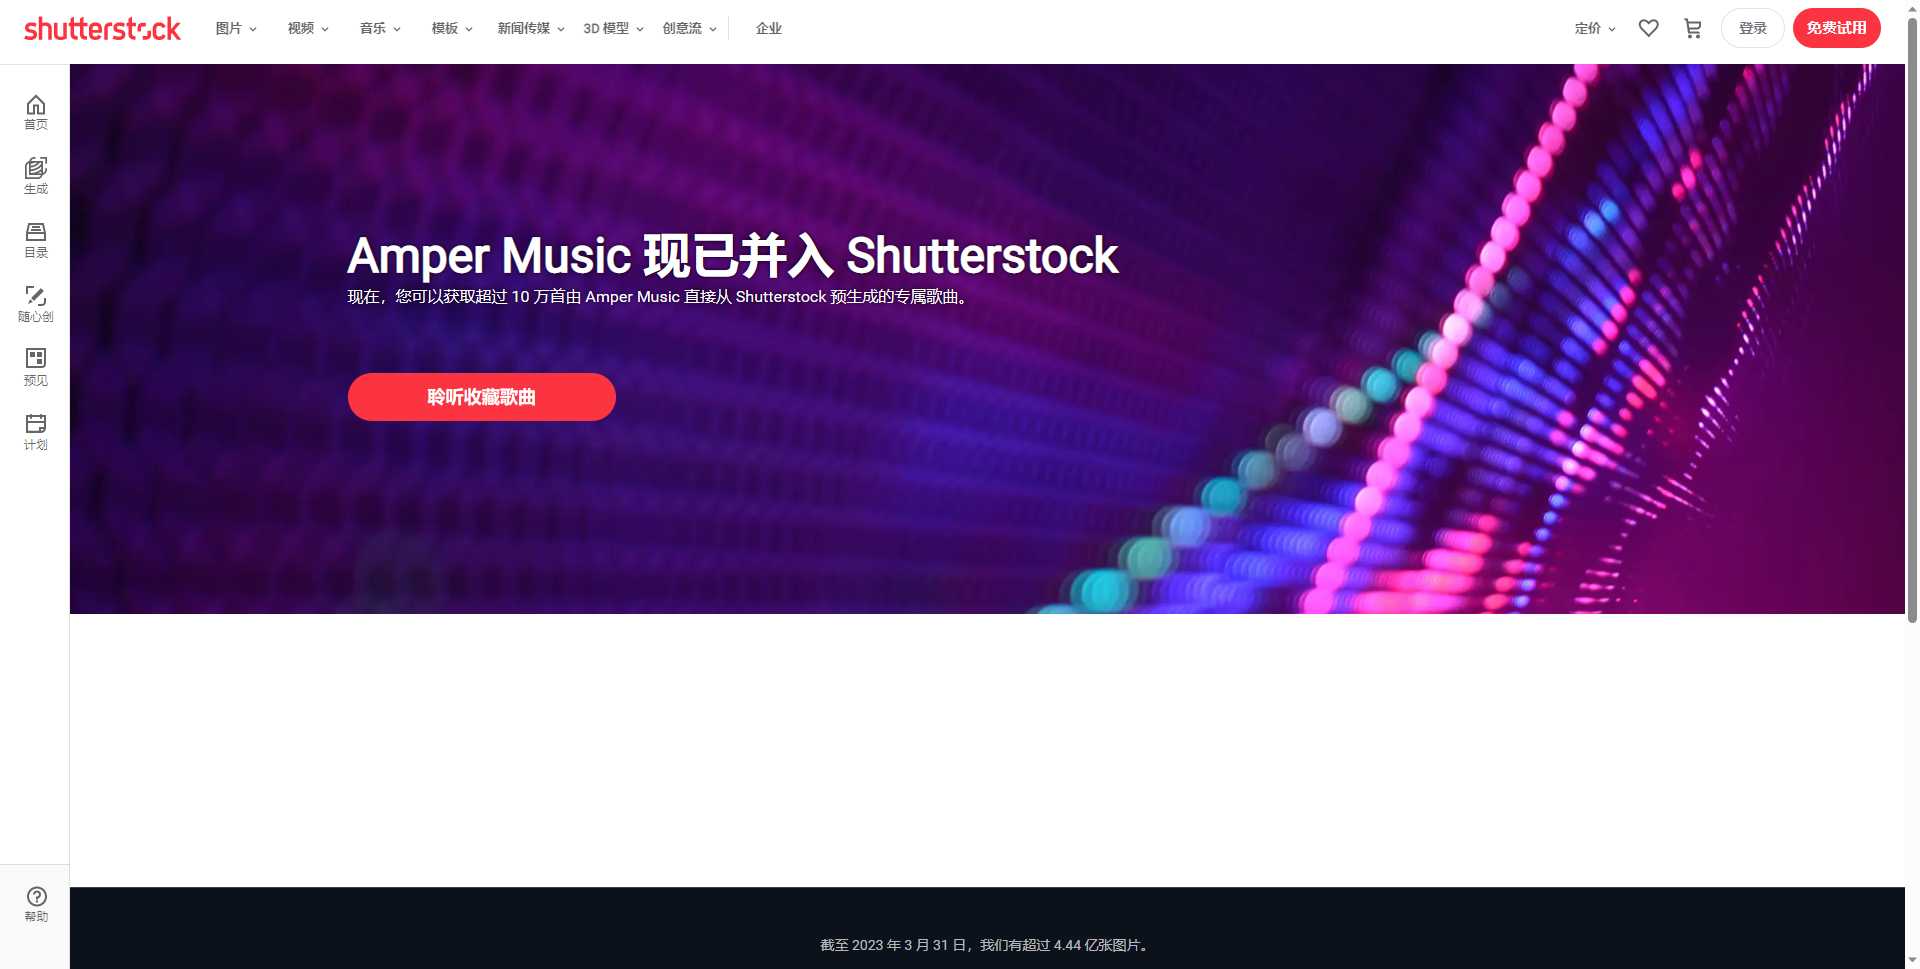 shutterstock
图片
视频
音乐
模板
新闻传媒
3D 模型
创意流
企业
定价
登录
免费试用
首页
生成
目录
随心创
预见
计划
Amper Music 现已并入 Shutterstock
现在，您可以获取超过 10 万首由 Amper Music 直接从 Shutterstock 预生成的专属歌曲。
聆听收藏歌曲
帮助
截至 2023 年 3 月 31 日，我们有超过 4.44 亿张图片。